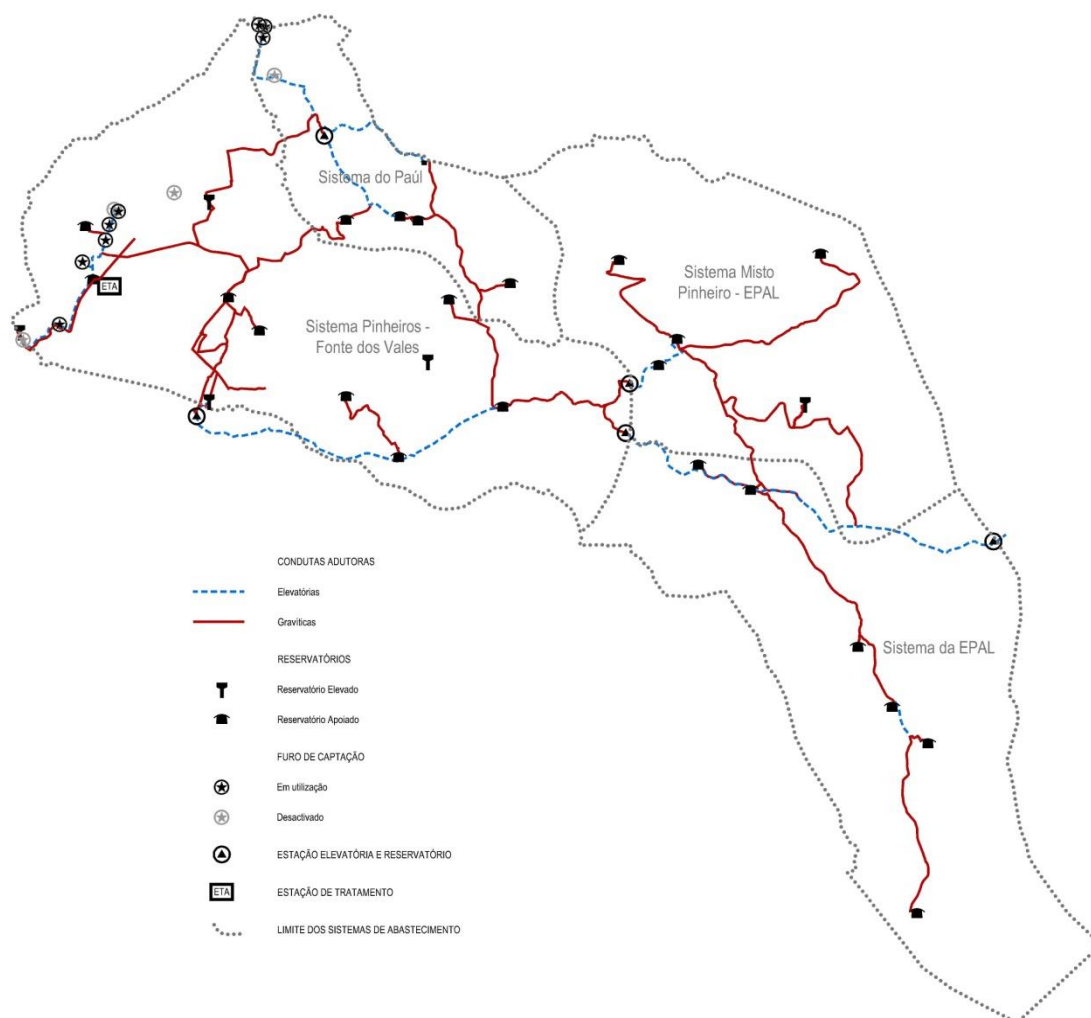 Sistema do Paúl
Sistema Misto
Pinheiro - EPAL
ETA
Sistema Pinheiros -
Fonte dos Vales
Sistema da EPAL
CONDUTAS ADUTORAS
Elevatórias
Gravíticas
RESERVATÓRIOS
Reservatório Elevado
Reservatório Apoiado
FURO DE CAPTAÇÃO
Em utilização
Desactivado
ESTAÇÃO ELEVATÓRIA E RESERVATÓRIO
ETA
ESTAÇÃO DE TRATAMENTO
LIMITE DOS SISTEMAS DE ABASTECIMENTO